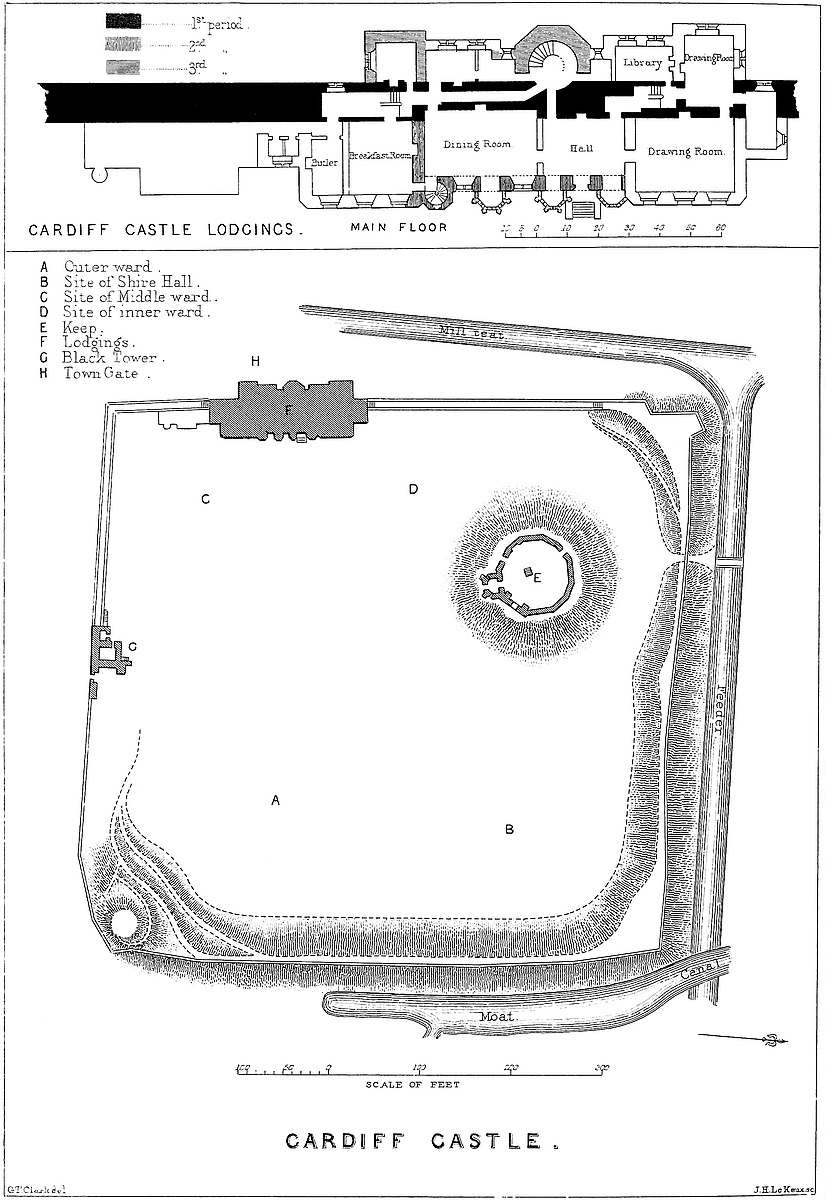 1st period.
2nd „
3rd „
Library
Drawing Room
Butler
Breakfast Room
Dining Room.
Hall
Drawing Room.
CARDIFF CASTLE LODGINGS.
MAIN FLOOR
10 5 0 10 20 30 40 50 60
A Outer ward.
B Site of Shire Hall.
C Site of Middle ward.
D Site of inner ward.
E Keep.
F Lodgings.
G Black Tower.
H Town Gate.
Mill leat
H
F
C
D
E
G
Feeder
A
B
Canal
Moat.
100 50 0 100 200 300
SCALE OF FEET
CARDIFF CASTLE.
G.T. Clark del.
J.H. Le Keux sc.